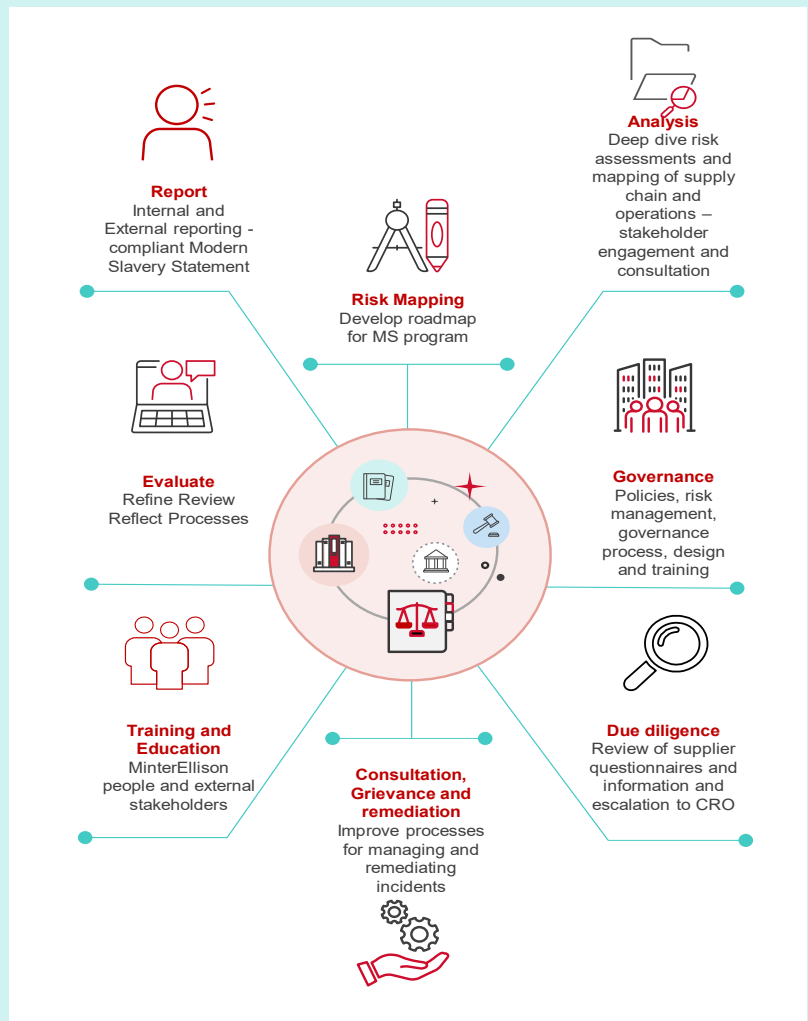 Report
Internal and
External reporting -
compliant Modern
Slavery Statement
Risk Mapping
Develop roadmap
for MS program
Analysis
Deep dive risk
assessments and
mapping of supply
chain and
operations –
stakeholder
engagement and
consultation
Evaluate
Refine Review
Reflect Processes
Governance
Policies, risk
management,
governance
process, design
and training
Training and
Education
MinterEllison
people and external
stakeholders
Consultation,
Grievance and
remediation
Improve processes
for managing and
remediating
incidents
Due diligence
Review of supplier
questionnaires and
information and
escalation to CRO